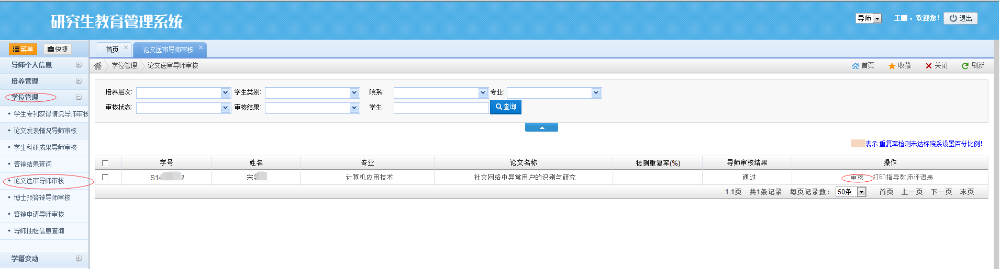 研究生教育管理系统
导师 王鹏，欢迎您！ 退出
菜单 快捷
首页 论文送审导师审核
导师个人信息
培养管理
学位管理
学生专利获得情况导师审核
论文发表情况导师审核
学生科研成果导师审核
答辩结果查询
论文送审导师审核
博士预答辩导师审核
答辩申请导师审核
导师抽检信息查询
学籍变动
学位管理 论文送审导师审核 首页 收藏 关闭 刷新
培养层次: 学生类别: 院系: 专业:
审核状态: 审核结果: 学生: 查询
表示 重复率检测未达标院系设置百分比例！
学号 姓名 专业 论文名称 检测重复率(%) 导师审核结果 操作
S14 2 宋 计算机应用技术 社交网络中异常用户的识别与研究 通过 审核 打印指导教师评语表
1-1页 共1条记录 每页记录数： 50条 首页 上一页 下一页 末页